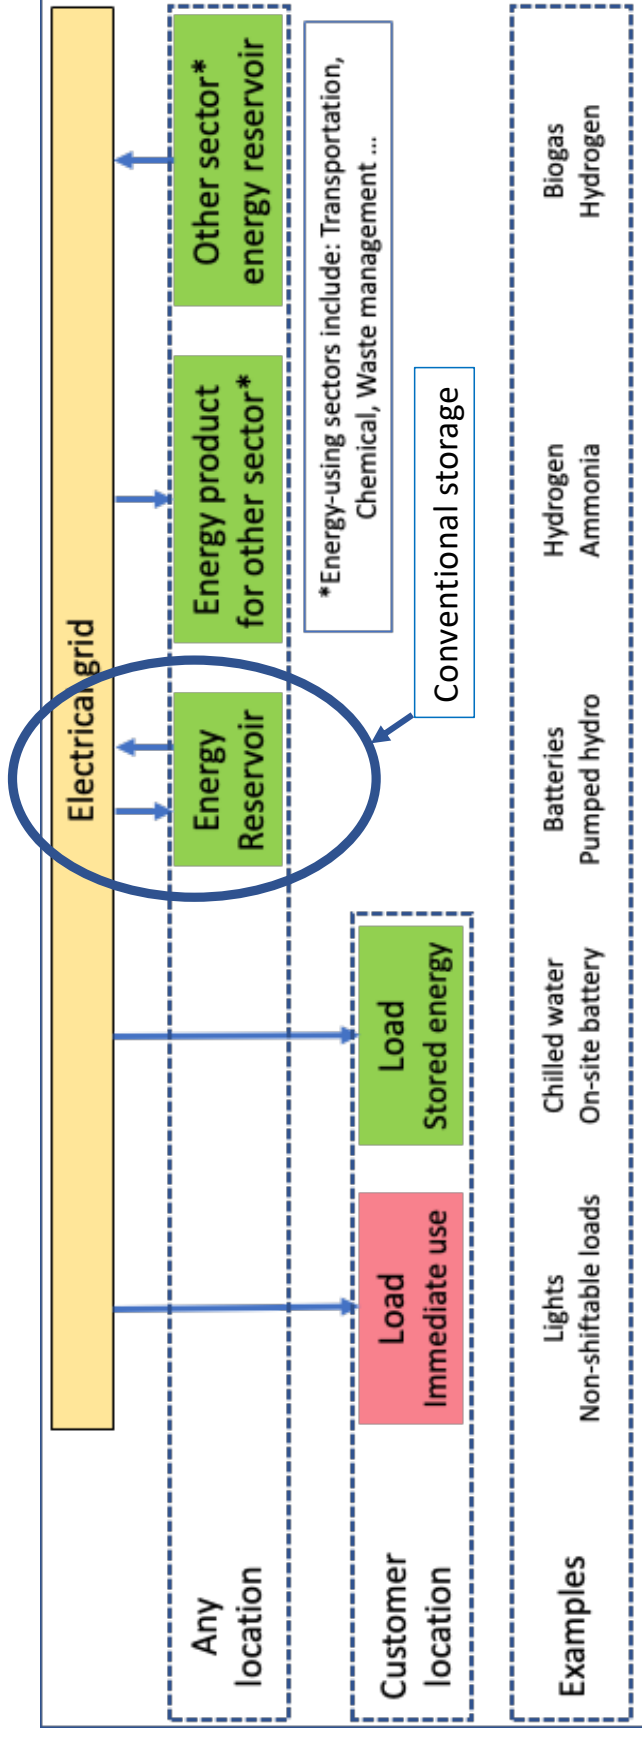 Electrical grid
Any
location
Energy
Reservoir
Energy product
for other sector*
Other sector*
energy reservoir
*Energy-using sectors include: Transportation,
Chemical, Waste management ...
Conventional storage
Customer
location
Load
Immediate use
Load
Stored energy
Examples
Lights
Non-shiftable loads
Chilled water
On-site battery
Batteries
Pumped hydro
Hydrogen
Ammonia
Biogas
Hydrogen